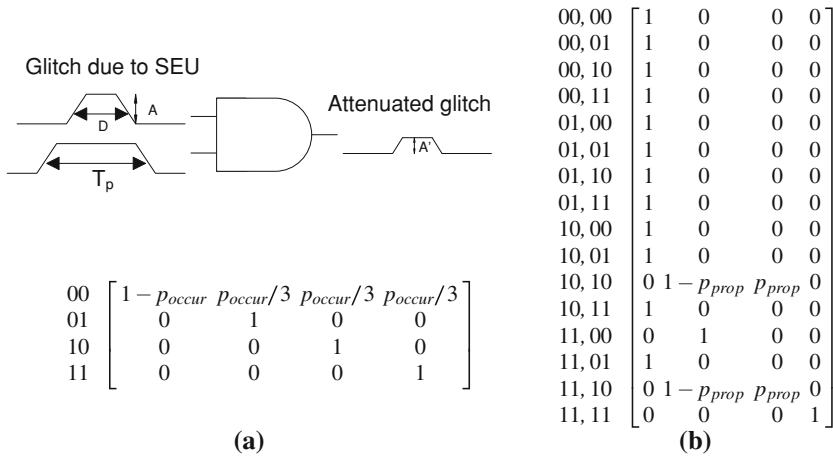 Glitch due to SEU
A
D
T_p
Attenuated glitch
A'
00 [ 1 − p_occur p_occur/3 p_occur/3 p_occur/3 ]
01 0 1 0 0
10 0 0 1 0
11 0 0 0 1
(a)
00,00 1 0 0 0
00,01 1 0 0 0
00,10 1 0 0 0
00,11 1 0 0 0
01,00 1 0 0 0
01,01 1 0 0 0
01,10 1 0 0 0
01,11 1 0 0 0
10,00 1 0 0 0
10,01 1 0 0 0
10,10 0 1 − p_prop p_prop 0
10,11 1 0 0 0
11,00 0 1 0 0
11,01 1 0 0 0
11,10 0 1 − p_prop p_prop 0
11,11 0 0 0 1
(b)